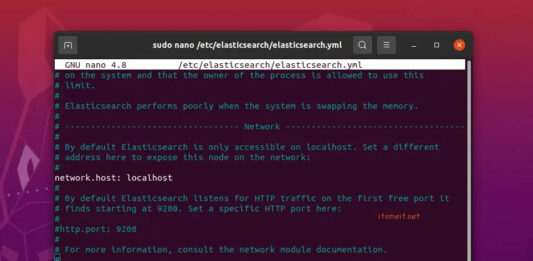 sudo nano /etc/elasticsearch/elasticsearch.yml
GNU nano 4.8 /etc/elasticsearch/elasticsearch.yml
# on the system and that the owner of the process is allowed to use this
# limit.
#
# Elasticsearch performs poorly when the system is swapping the memory.
#
# ---------------------------------- Network -----------------------------------
#
# By default Elasticsearch is only accessible on localhost. Set a different
# address here to expose this node on the network:
#
network.host: localhost
#
# By default Elasticsearch listens for HTTP traffic on the first free port it
# finds starting at 9200. Set a specific HTTP port here:
#
#http.port: 9200
#
# For more information, consult the network module documentation.
#